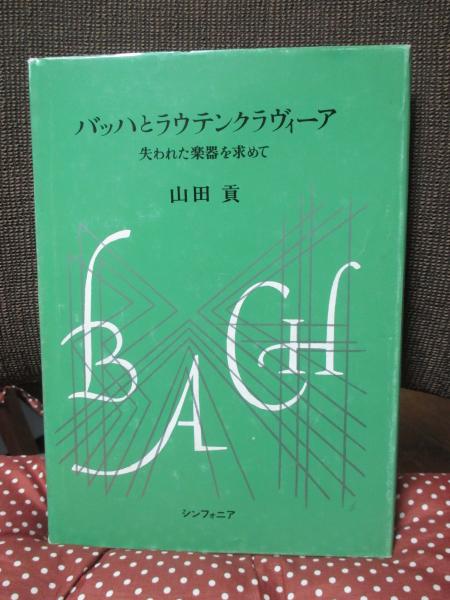 バッハとラウテンクラヴィーア
失われた楽器を求めて
山田 貢
BACH
シンフォニア